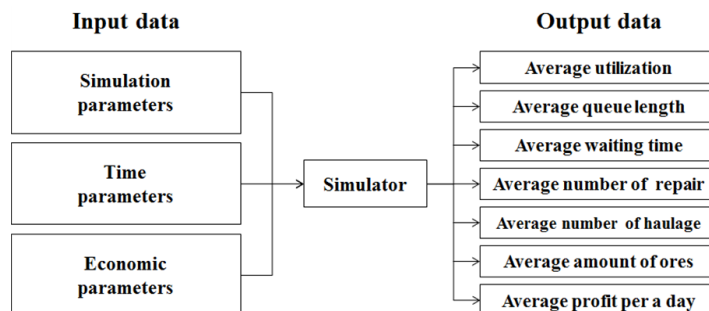 Input data
Output data
Simulation
parameters
Time
parameters
Economic
parameters
Simulator
Average utilization
Average queue length
Average waiting time
Average number of repair
Average number of haulage
Average amount of ores
Average profit per a day